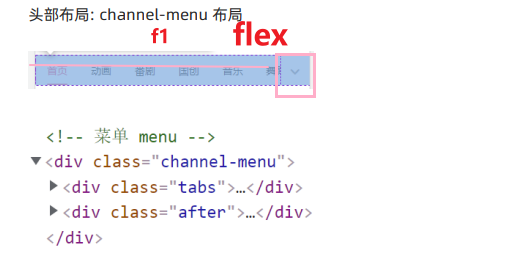 头部布局: channel-menu 布局
f1 flex
首页 动画 番剧 国创 音乐
<!-- 菜单 menu -->
▼<div class="channel-menu">
▶<div class="tabs">…</div>
▶<div class="after">…</div>
</div>